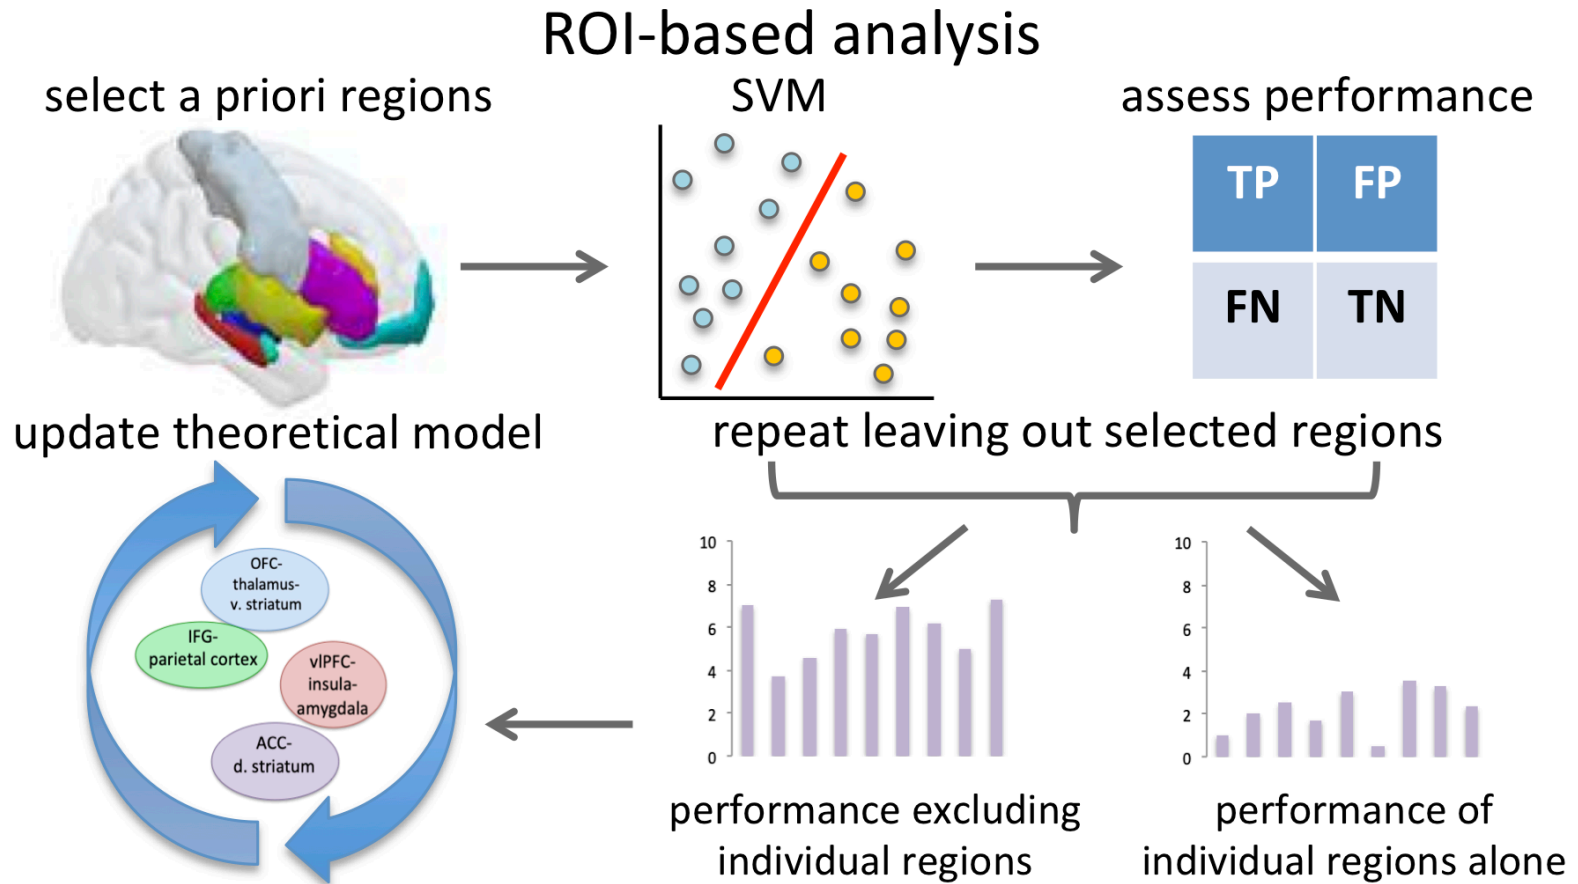 ROI-based analysis
select a priori regions
SVM
assess performance
TP
FP
FN
TN
update theoretical model
repeat leaving out selected regions
OFC-
thalamus-
v. striatum
IFG-
parietal cortex
vlPFC-
insula-
amygdala
ACC-
d. striatum
10
8
6
4
2
0
10
8
6
4
2
0
performance excluding
individual regions
performance of
individual regions alone